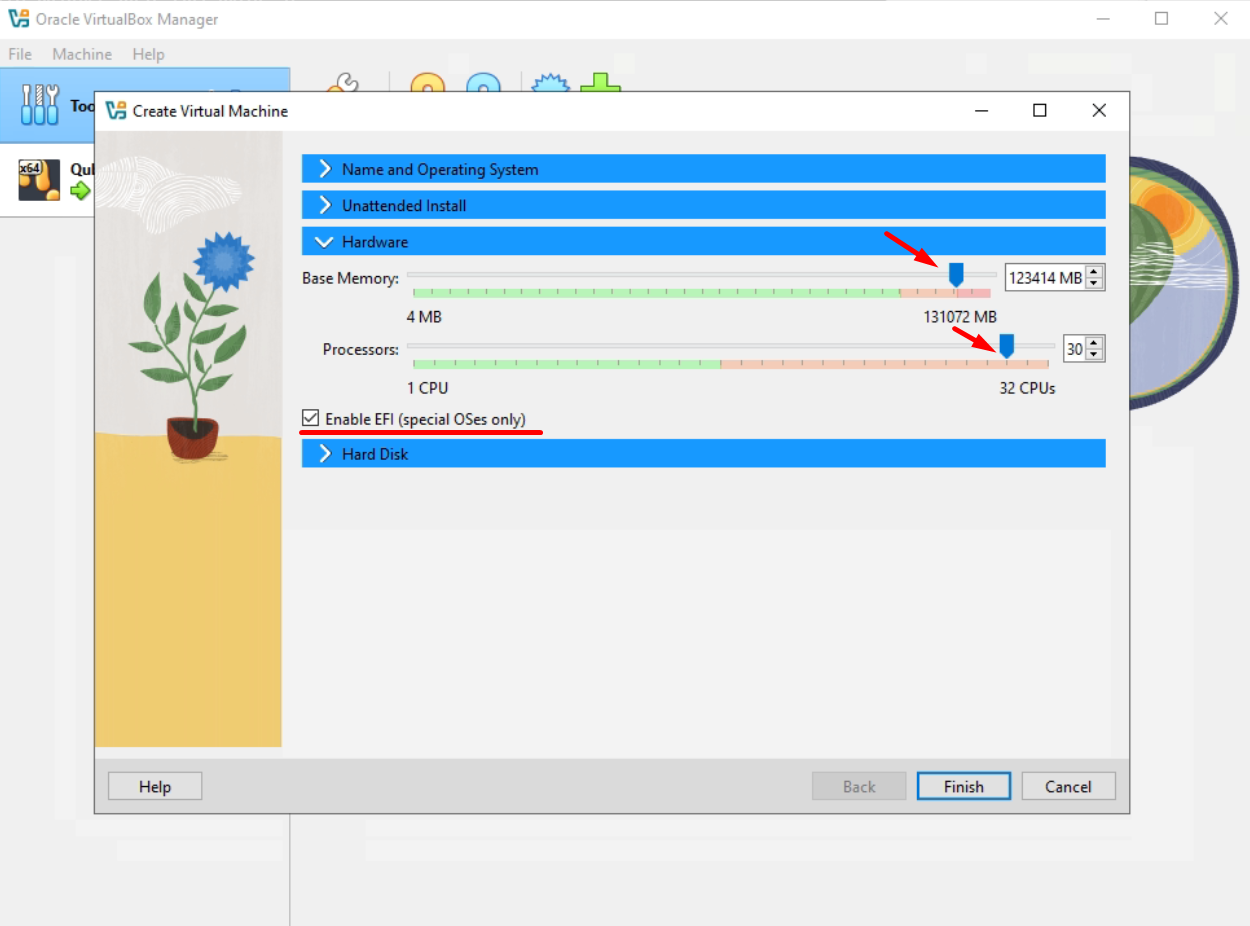 Oracle VirtualBox Manager
File Machine Help
Create Virtual Machine
x64
Name and Operating System
Unattended Install
Hardware
Base Memory: 123414 MB
4 MB 131072 MB
Processors: 30
1 CPU 32 CPUs
Enable EFI (special OSes only)
Hard Disk
Help Back Finish Cancel